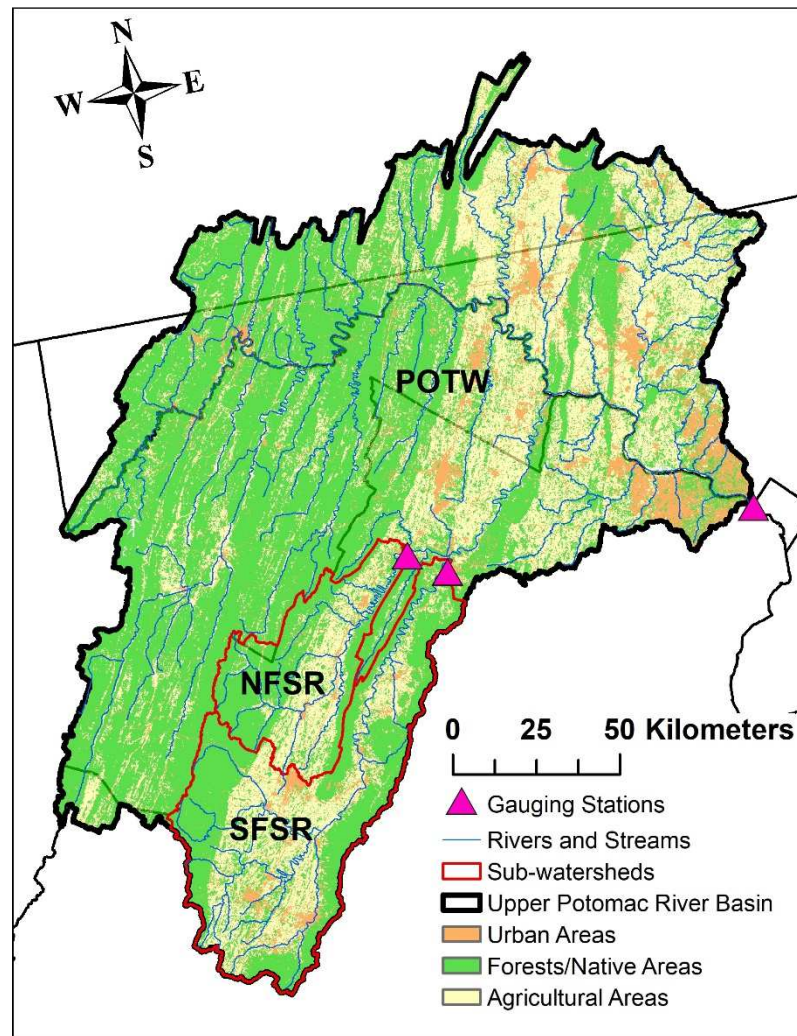 N
W E
S
POTW
NFSR
SFSR
0 25 50 Kilometers
Gauging Stations
Rivers and Streams
Sub-watersheds
Upper Potomac River Basin
Urban Areas
Forests/Native Areas
Agricultural Areas